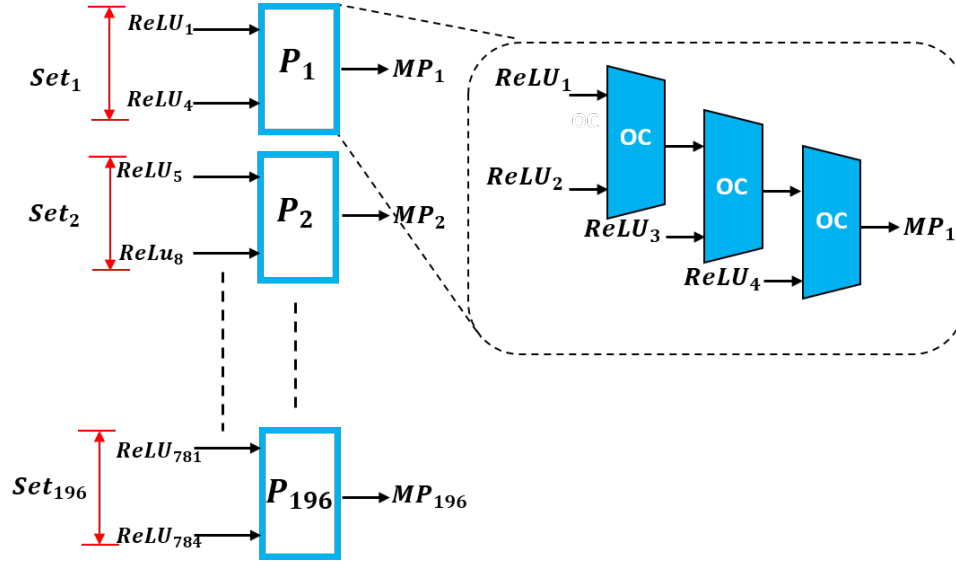 ReLU₁
Set₁
P₁
MP₁
ReLU₄
ReLU₅
Set₂
P₂
MP₂
ReLu₈
ReLU₇₈₁
Set₁₉₆
P₁₉₆
MP₁₉₆
ReLU₇₈₄
ReLU₁
OC
OC
ReLU₂
OC
ReLU₃
OC
MP₁
ReLU₄